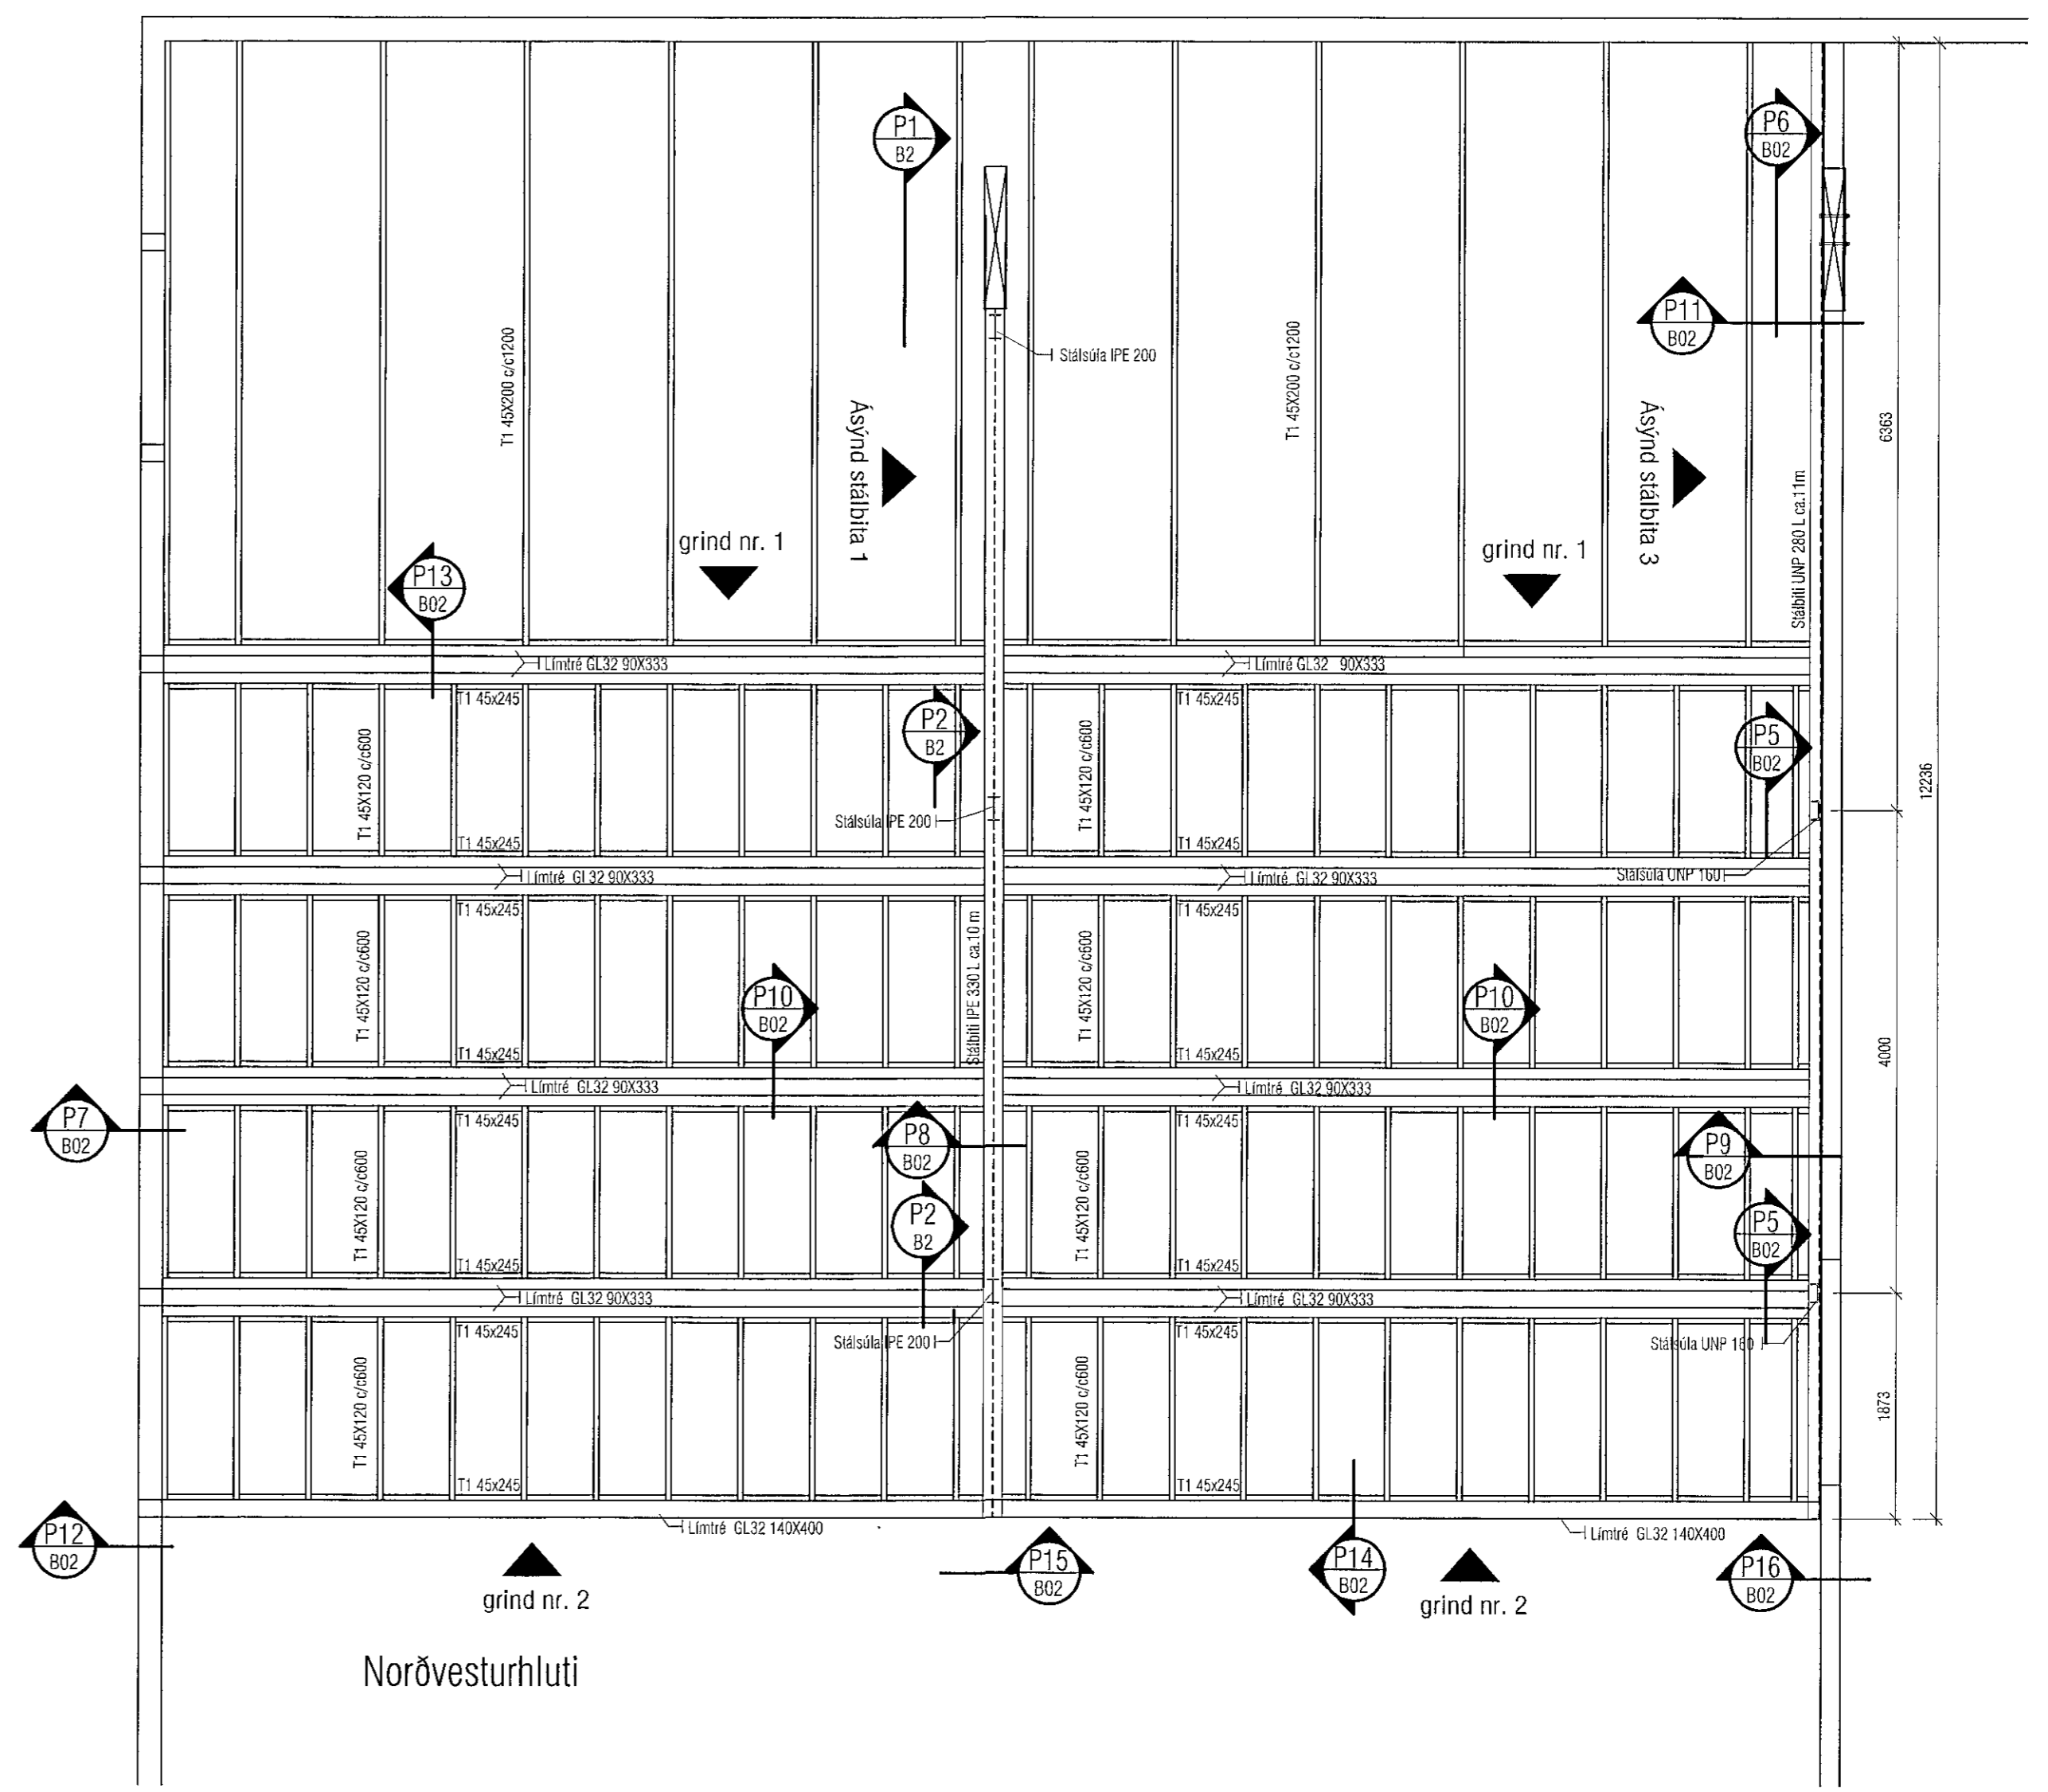 P1
B2
P6
B02
P11
B02
Stálsúla IPE 200
T1 45X200 c/c1200
T1 45X200 c/c1200
Ásýnd stálbita 1
Ásýnd stálbita 3
6363
Stálbiti UNP 280 L ca.11m
grind nr. 1
grind nr. 1
P13
B02
Límtré GL32 90X333
Límtré GL32 90X333
T1 45x245
T1 45x245
P2
B2
P5
B02
T1 45X120 c/c600
T1 45X120 c/c600
12236
Stálsúla IPE 200
T1 45x245
T1 45x245
Límtré GL32 90X333
Límtré GL32 90X333
Stálsúla UNP 160
T1 45x245
T1 45x245
T1 45X120 c/c600
Stálbiti IPE 330 L ca.10 m
T1 45X120 c/c600
P10
B02
P10
B02
4000
T1 45x245
T1 45x245
Límtré GL32 90X333
Límtré GL32 90X333
P7
B02
T1 45x245
T1 45x245
P8
B02
P9
B02
T1 45X120 c/c600
T1 45X120 c/c600
P2
B2
P5
B02
T1 45x245
T1 45x245
Límtré GL32 90X333
Límtré GL32 90X333
T1 45x245
T1 45x245
Stálsúla IPE 200
Stálsúla UNP 160
T1 45X120 c/c600
T1 45X120 c/c600
1873
T1 45x245
T1 45x245
Límtré GL32 140X400
Límtré GL32 140X400
P12
B02
P15
B02
P14
B02
P16
B02
grind nr. 2
grind nr. 2
Norðvesturhluti